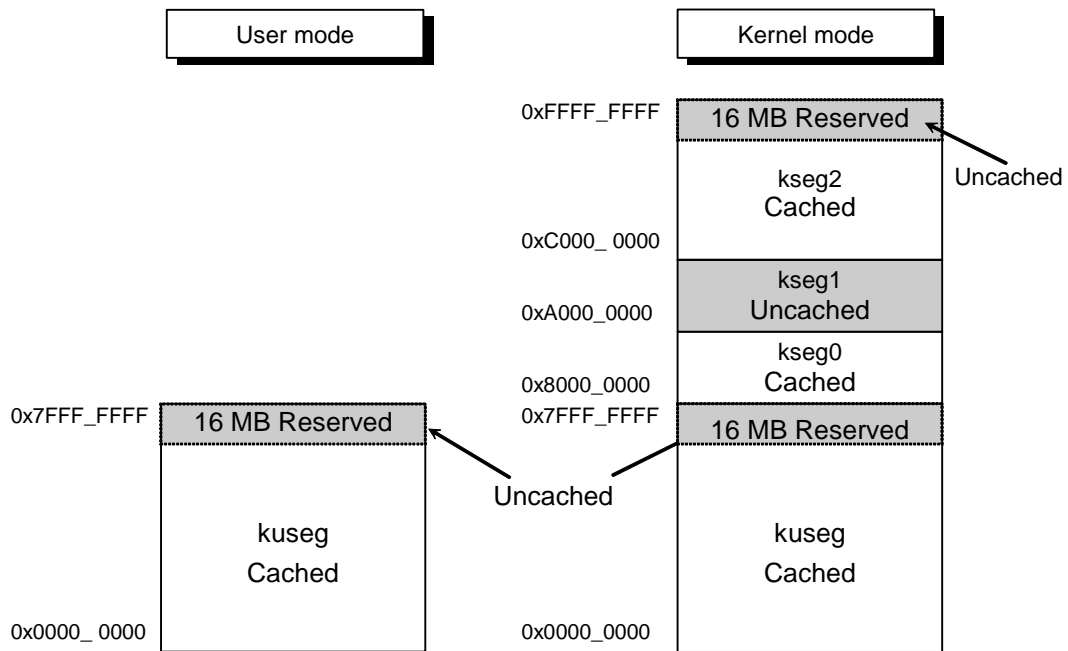 User mode
Kernel mode
0xFFFF_FFFF
16 MB Reserved
Uncached
kseg2
Cached
0xC000_ 0000
kseg1
Uncached
0xA000_0000
kseg0
Cached
0x8000_0000
0x7FFF_FFFF
16 MB Reserved
0x7FFF_FFFF
16 MB Reserved
Uncached
kuseg
Cached
kuseg
Cached
0x0000_ 0000
0x0000_0000